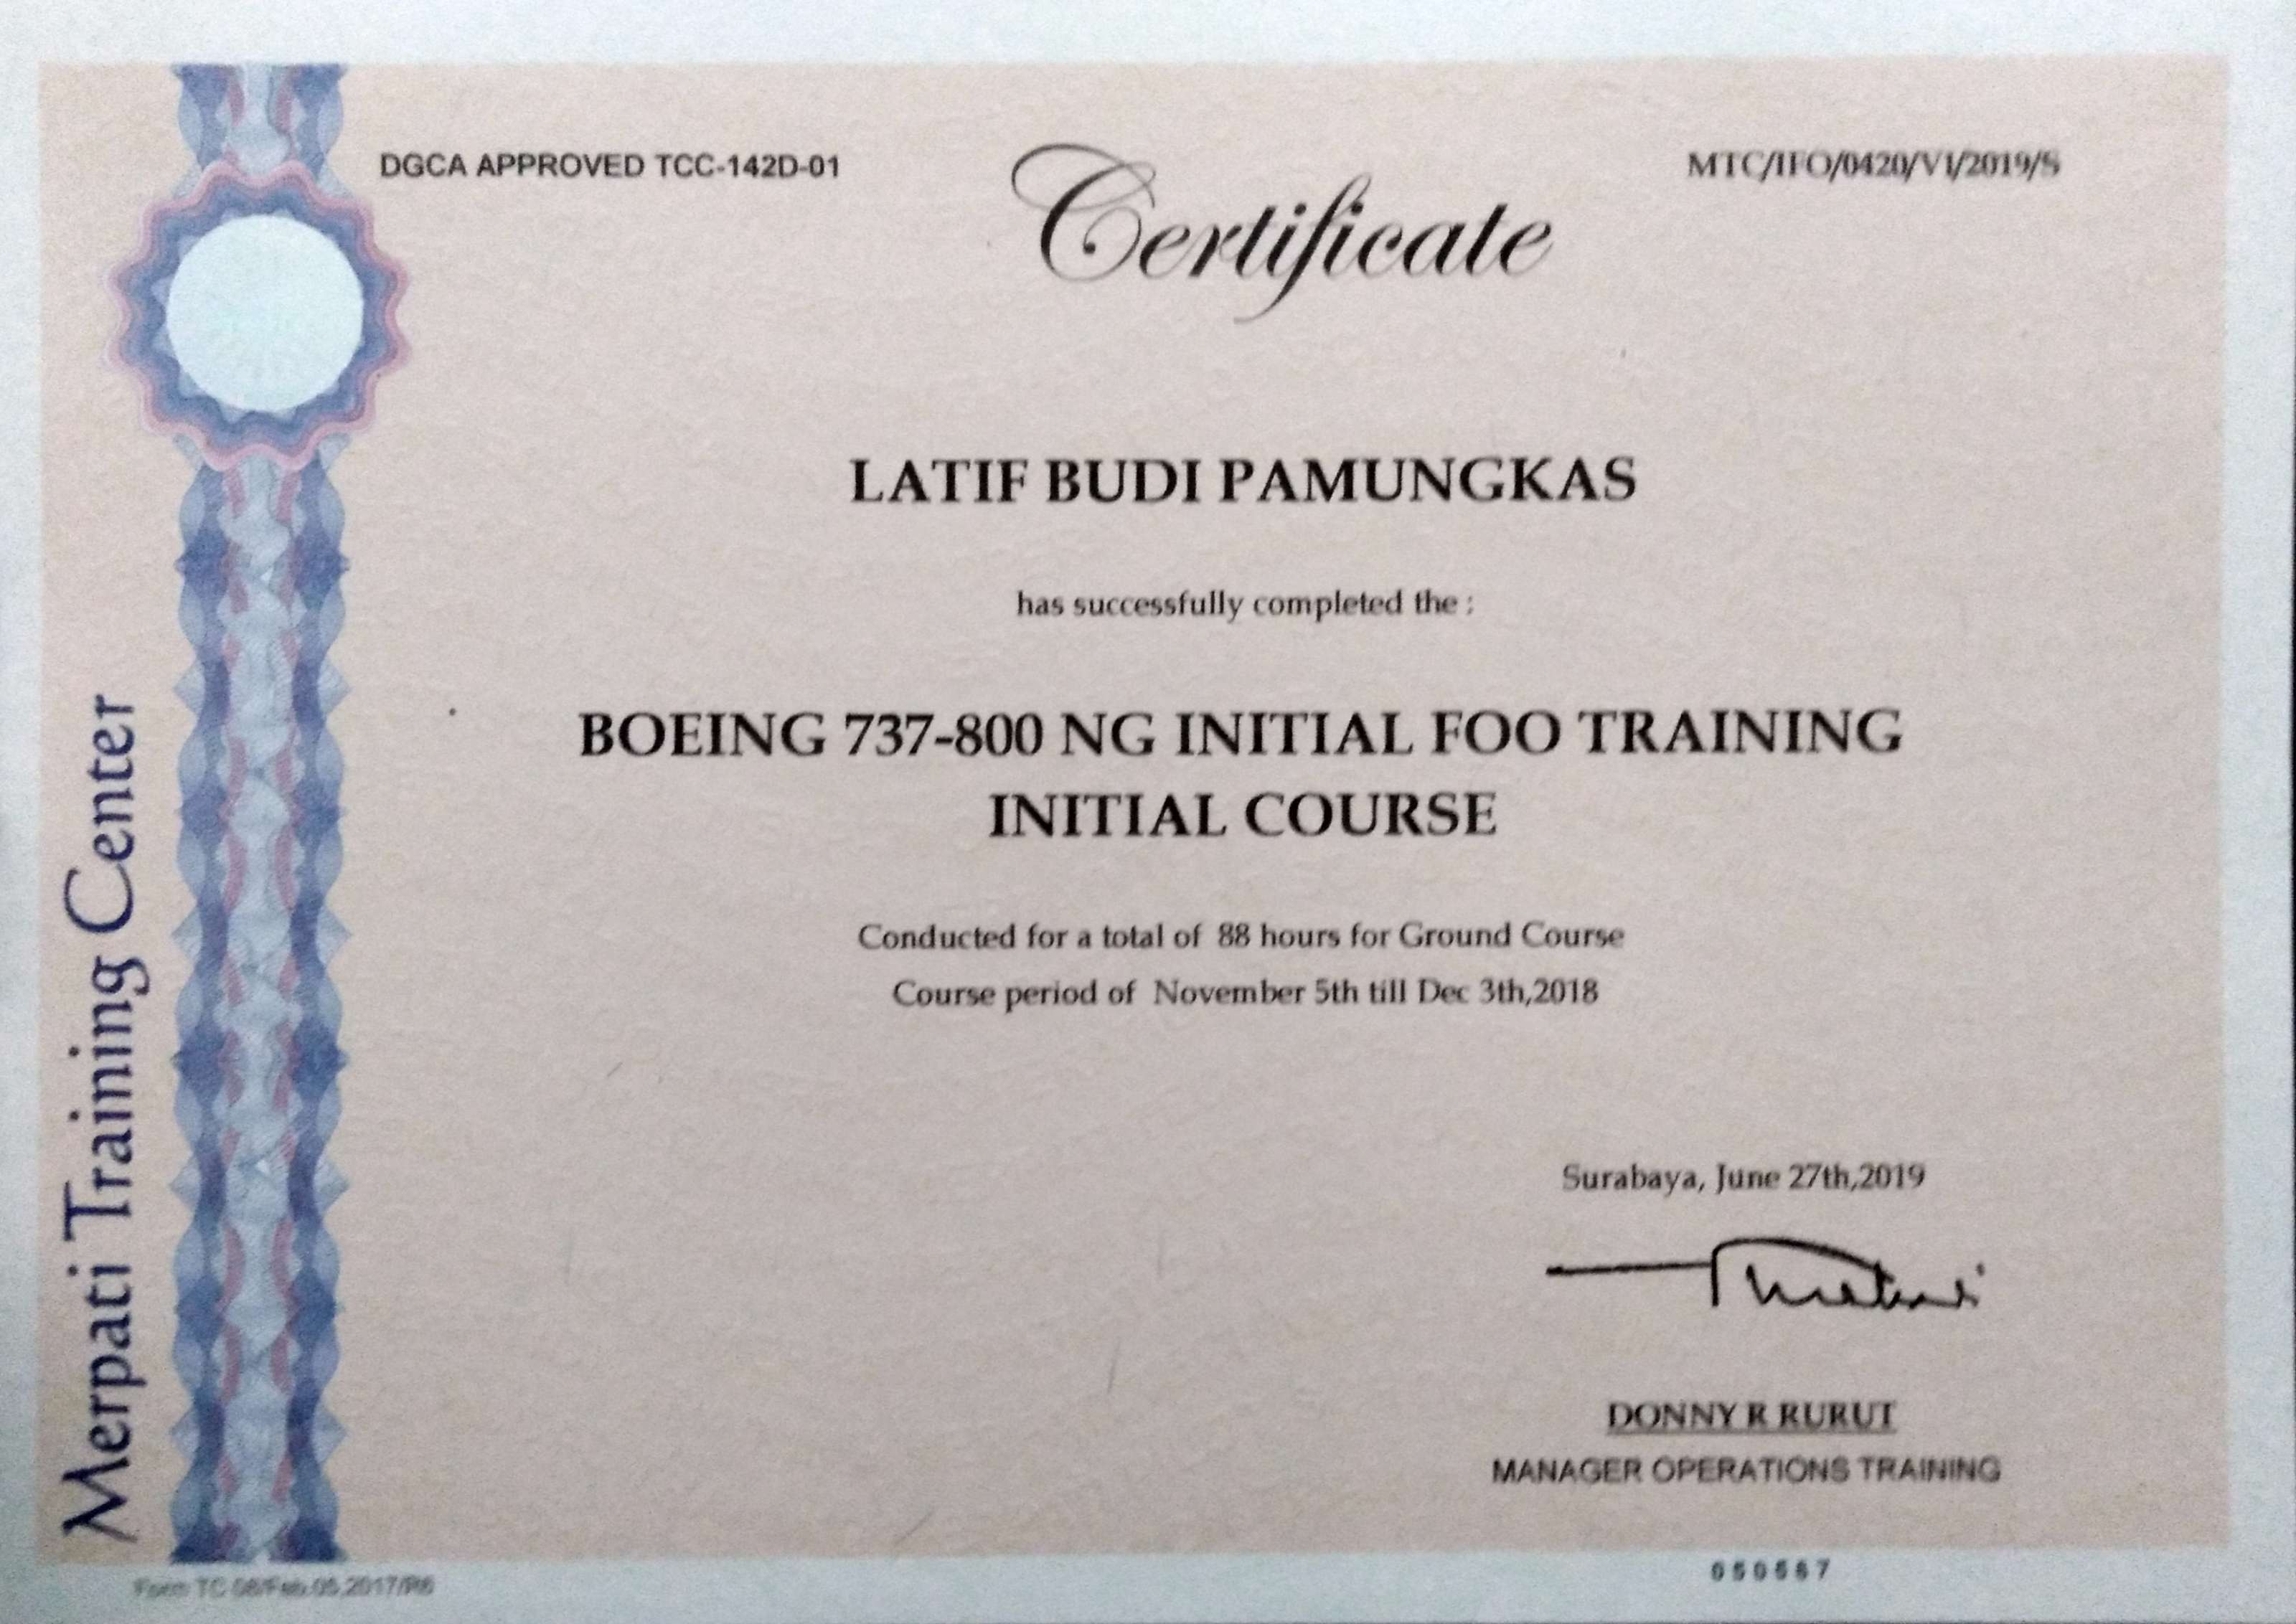 DGCA APPROVED TCC-142D-01
MTC/IFO/0420/VI/2019/S
Certificate
LATIF BUDI PAMUNGKAS
has successfully completed the :
BOEING 737-800 NG INITIAL FOO TRAINING
INITIAL COURSE
Conducted for a total of 88 hours for Ground Course
Course period of November 5th till Dec 3th,2018
Merpati Training Center
Surabaya, June 27th,2019
DONNY R RURUT
MANAGER OPERATIONS TRAINING
Form TC-08/Feb.05,2017/R6